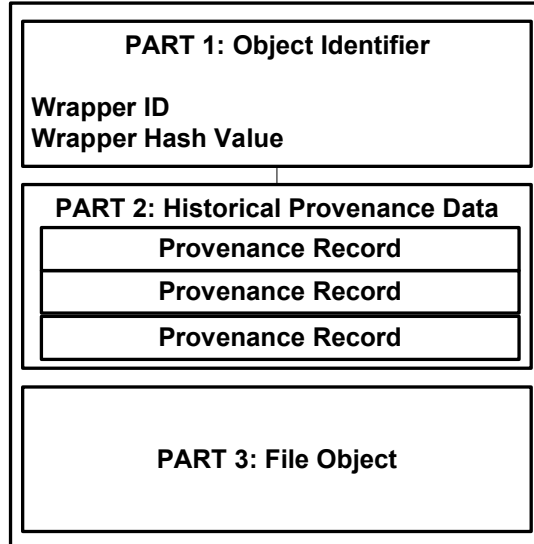 PART 1: Object Identifier
Wrapper ID
Wrapper Hash Value
PART 2: Historical Provenance Data
Provenance Record
Provenance Record
Provenance Record
PART 3: File Object